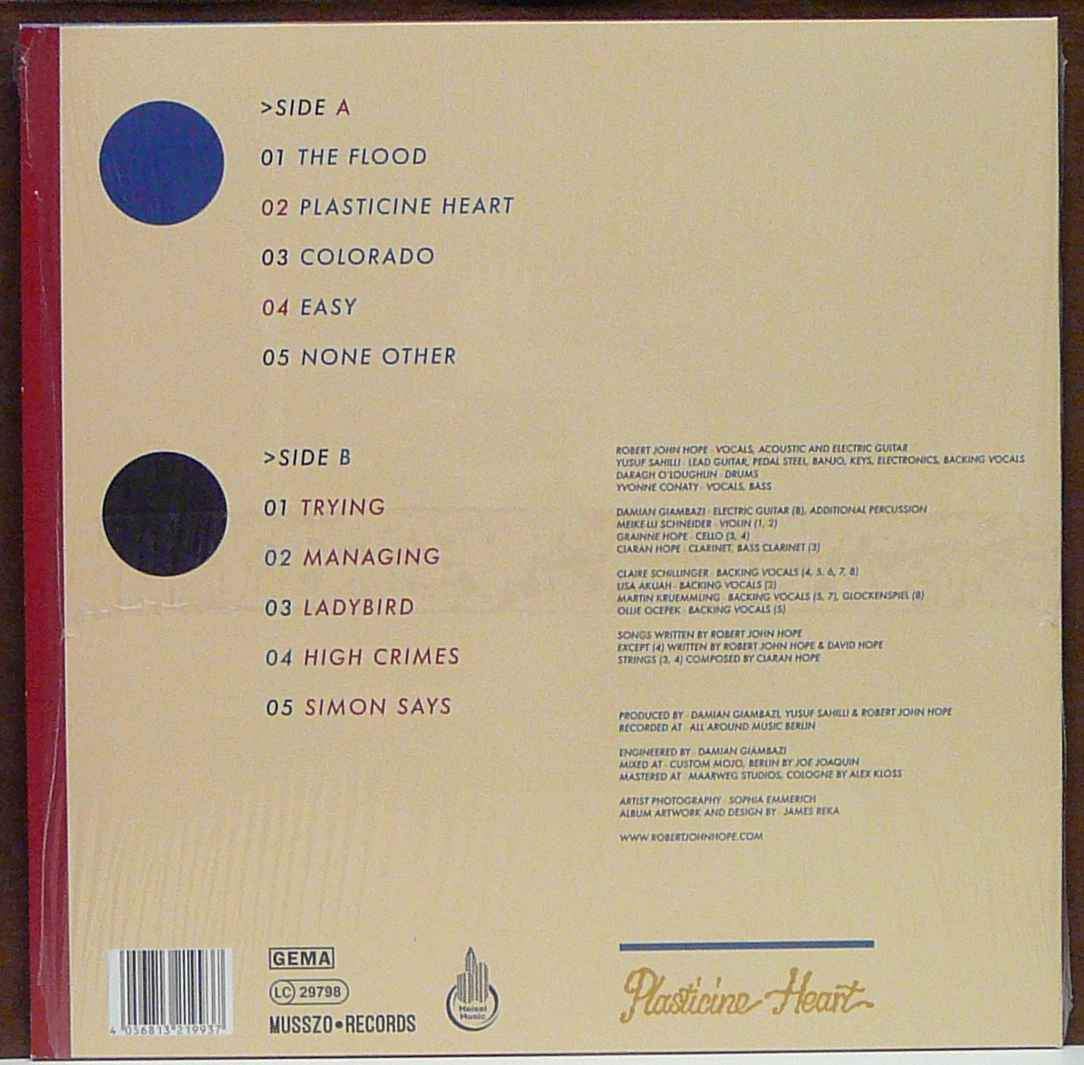 >SIDE A
01 THE FLOOD
02 PLASTICINE HEART
03 COLORADO
04 EASY
05 NONE OTHER
>SIDE B
01 TRYING
02 MANAGING
03 LADYBIRD
04 HIGH CRIMES
05 SIMON SAYS
ROBERT JOHN HOPE · VOCALS, ACOUSTIC AND ELECTRIC GUITAR
YUSUF SAHILLI · LEAD GUITAR, PEDAL STEEL, BANJO, KEYS, ELECTRONICS, BACKING VOCALS
DARAGH O'LOUGHLIN · DRUMS
YVONNE CONATY · VOCALS, BASS
DAMIAN GIAMBAZI · ELECTRIC GUITAR (8), ADDITIONAL PERCUSSION
MEIKE-LU SCHNEIDER · VIOLIN (1, 2)
GRAINNE HOPE · CELLO (3, 4)
CIARAN HOPE · CLARINET, BASS CLARINET (3)
CLAIRE SCHILLINGER · BACKING VOCALS (4, 5, 6, 7, 8)
LISA AKUAH · BACKING VOCALS (2)
MARTIN KRUEMMLING · BACKING VOCALS (5, 7), GLOCKENSPIEL (8)
OLLIE OCEPEK · BACKING VOCALS (5)
SONGS WRITTEN BY ROBERT JOHN HOPE
EXCEPT (4) WRITTEN BY ROBERT JOHN HOPE & DAVID HOPE
STRINGS (3, 4) COMPOSED BY CIARAN HOPE
PRODUCED BY · DAMIAN GIAMBAZI, YUSUF SAHILLI & ROBERT JOHN HOPE
RECORDED AT · ALL AROUND MUSIC BERLIN
ENGINEERED BY · DAMIAN GIAMBAZI
MIXED AT · CUSTOM MOJO, BERLIN BY JOE JOAQUIN
MASTERED AT · MAARWEG STUDIOS, COLOGNE BY ALEX KLOSS
ARTIST PHOTOGRAPHY · SOPHIA EMMERICH
ALBUM ARTWORK AND DESIGN BY · JAMES REKA
WWW.ROBERTJOHNHOPE.COM
4 056813 219937
GEMA
LC 29798
MUSSZO•RECORDS
Meisel
Music
Plasticine Heart